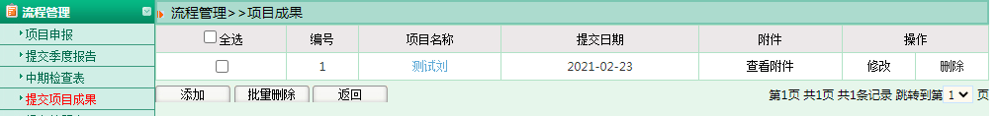 流程管理
项目申报
提交季度报告
中期检查表
提交项目成果
流程管理>>项目成果
全选 编号 项目名称 提交日期 附件 操作
1 测试刘 2021-02-23 查看附件 修改 删除
添加 批量删除 返回
第1页 共1页 共1条记录 跳转到第 1 页